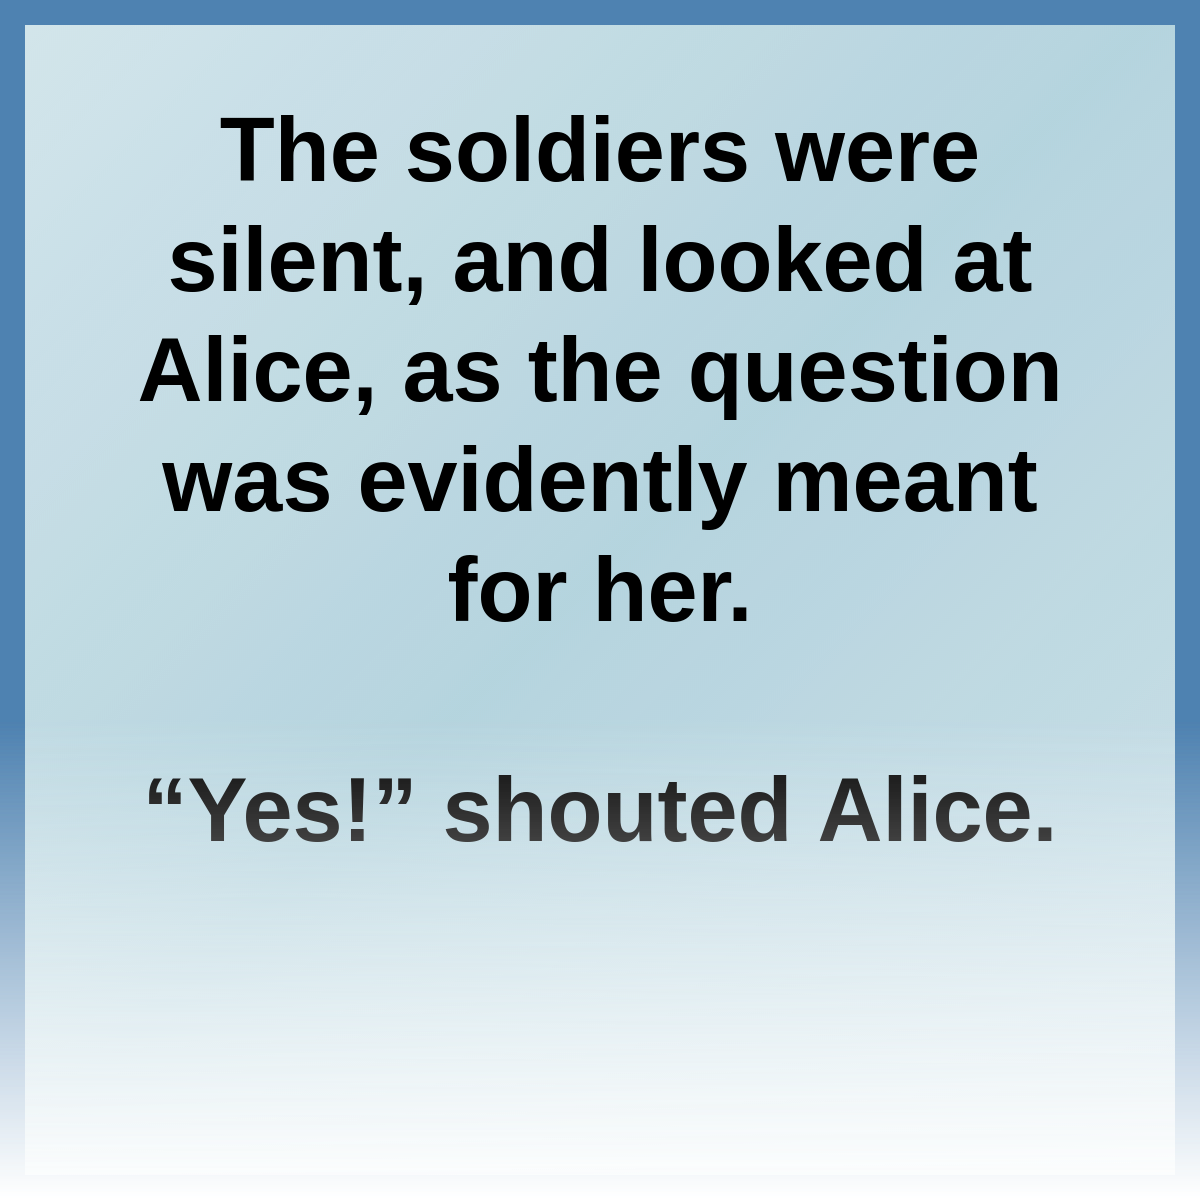 The soldiers were
silent, and looked at
Alice, as the question
was evidently meant
for her.
“Yes!” shouted Alice.